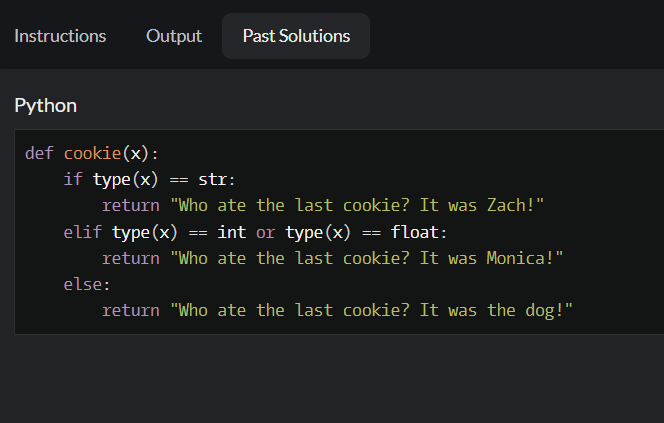 Instructions Output Past Solutions
Python
def cookie(x):
    if type(x) == str:
        return "Who ate the last cookie? It was Zach!"
    elif type(x) == int or type(x) == float:
        return "Who ate the last cookie? It was Monica!"
    else:
        return "Who ate the last cookie? It was the dog!"